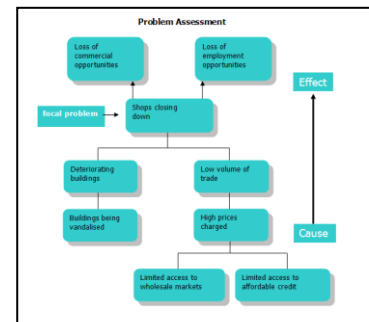 Problem Assessment
Loss of
commercial
opportunities
Loss of
employment
opportunities
Effect
focal problem
Shops closing
down
Deteriorating
buildings
Low volume of
trade
Buildings being
vandalised
High prices
charged
Cause
Limited access to
wholesale markets
Limited access to
affordable credit